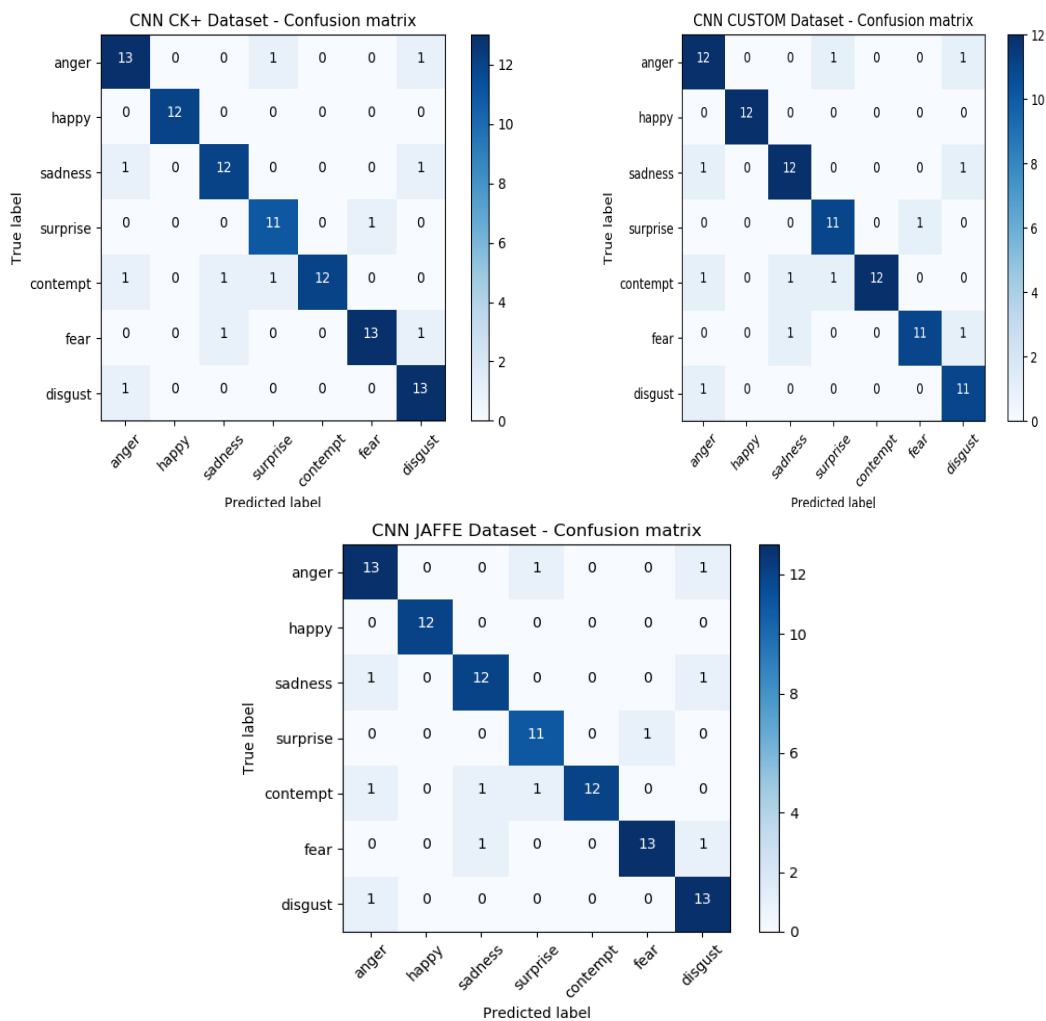 CNN CK+ Dataset - Confusion matrix
anger 13 0 0 1 0 0 1
happy 0 12 0 0 0 0 0
sadness 1 0 12 0 0 0 1
surprise 0 0 0 11 0 1 0
contempt 1 0 1 1 12 0 0
fear 0 0 1 0 0 13 1
disgust 1 0 0 0 0 0 13
True label
anger happy sadness surprise contempt fear disgust
Predicted label
12
10
8
6
4
2
0
CNN CUSTOM Dataset - Confusion matrix
anger 12 0 0 1 0 0 1
happy 0 12 0 0 0 0 0
sadness 1 0 12 0 0 0 1
surprise 0 0 0 11 0 1 0
contempt 1 0 1 1 12 0 0
fear 0 0 1 0 0 11 1
disgust 1 0 0 0 0 0 11
True label
anger happy sadness surprise contempt fear disgust
Predicted label
12
10
8
6
4
2
0
CNN JAFFE Dataset - Confusion matrix
anger 13 0 0 1 0 0 1
happy 0 12 0 0 0 0 0
sadness 1 0 12 0 0 0 1
surprise 0 0 0 11 0 1 0
contempt 1 0 1 1 12 0 0
fear 0 0 1 0 0 13 1
disgust 1 0 0 0 0 0 13
True label
anger happy sadness surprise contempt fear disgust
Predicted label
12
10
8
6
4
2
0